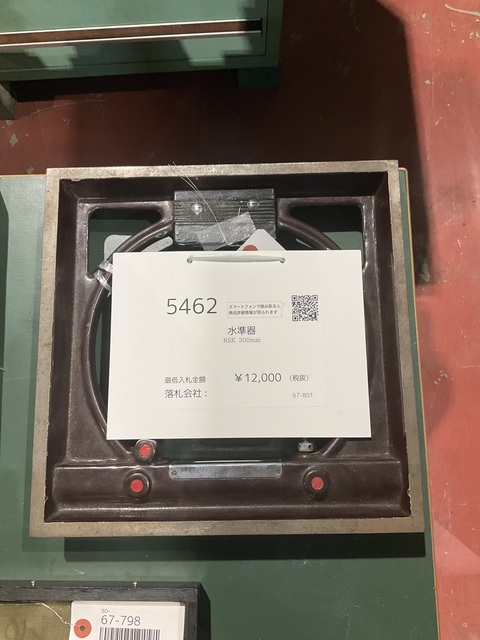 5462
スマートフォンで読み取ると
商品詳細情報が見られます
水準器
RSK 300mm
最低入札金額 ¥12,000 (税抜)
落札会社：
67-801
80-
67-798